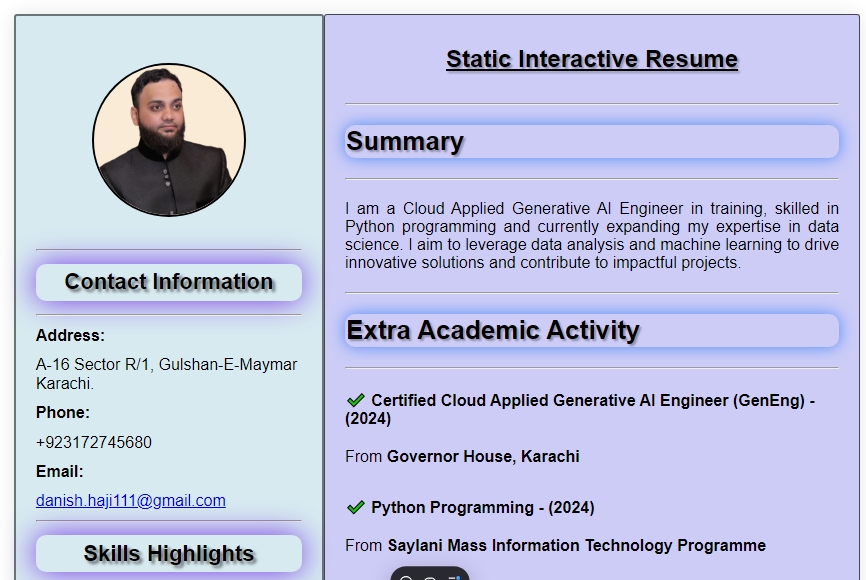 Contact Information
Address:
A-16 Sector R/1, Gulshan-E-Maymar
Karachi.
Phone:
+923172745680
Email:
danish.haji111@gmail.com
Skills Highlights
Static Interactive Resume
Summary
I am a Cloud Applied Generative AI Engineer in training, skilled in
Python programming and currently expanding my expertise in data
science. I aim to leverage data analysis and machine learning to drive
innovative solutions and contribute to impactful projects.
Extra Academic Activity
Certified Cloud Applied Generative AI Engineer (GenEng) -
(2024)
From Governor House, Karachi
Python Programming - (2024)
From Saylani Mass Information Technology Programme